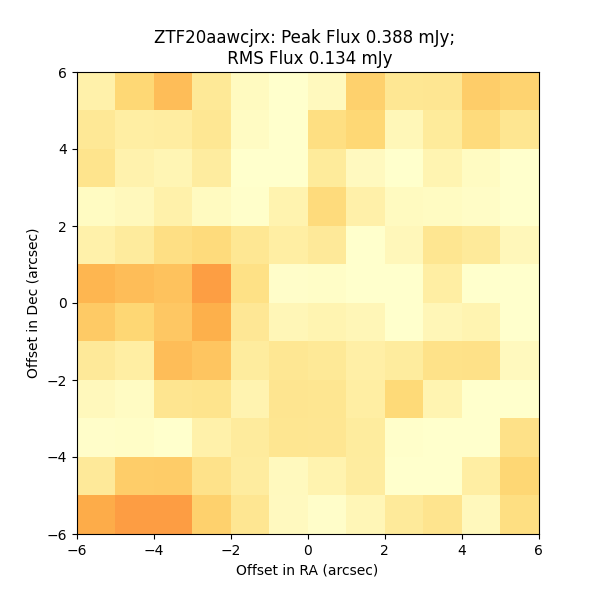 ZTF20aawcjrx: Peak Flux 0.388 mJy;
RMS Flux 0.134 mJy
6
4
2
0
−2
−4
−6
Offset in Dec (arcsec)
−6 −4 −2 0 2 4 6
Offset in RA (arcsec)